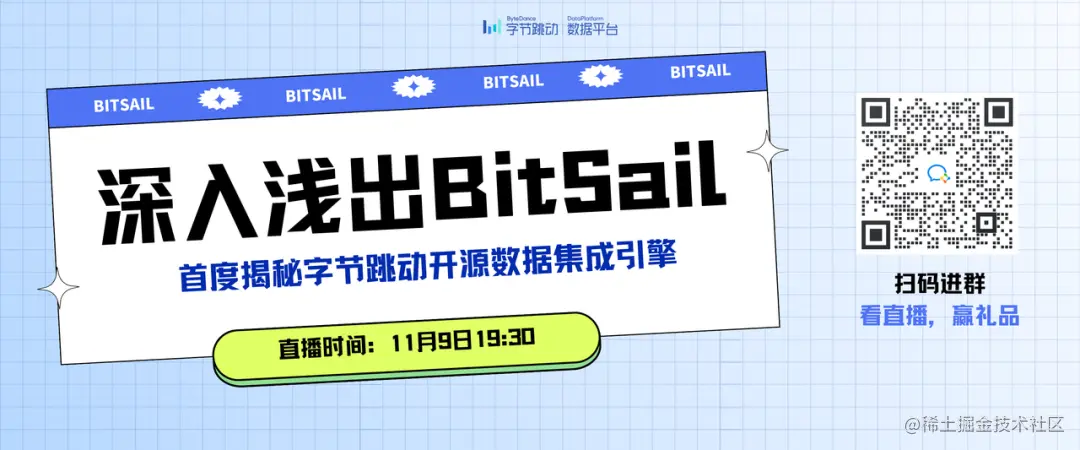 ByteDance DataPlatform
字节跳动 数据平台
BITSAIL BITSAIL BITSAIL BITSAIL
深入浅出BitSail
首度揭秘字节跳动开源数据集成引擎
直播时间：11月9日19:30
扫码进群
看直播，赢礼品
@稀土掘金技术社区